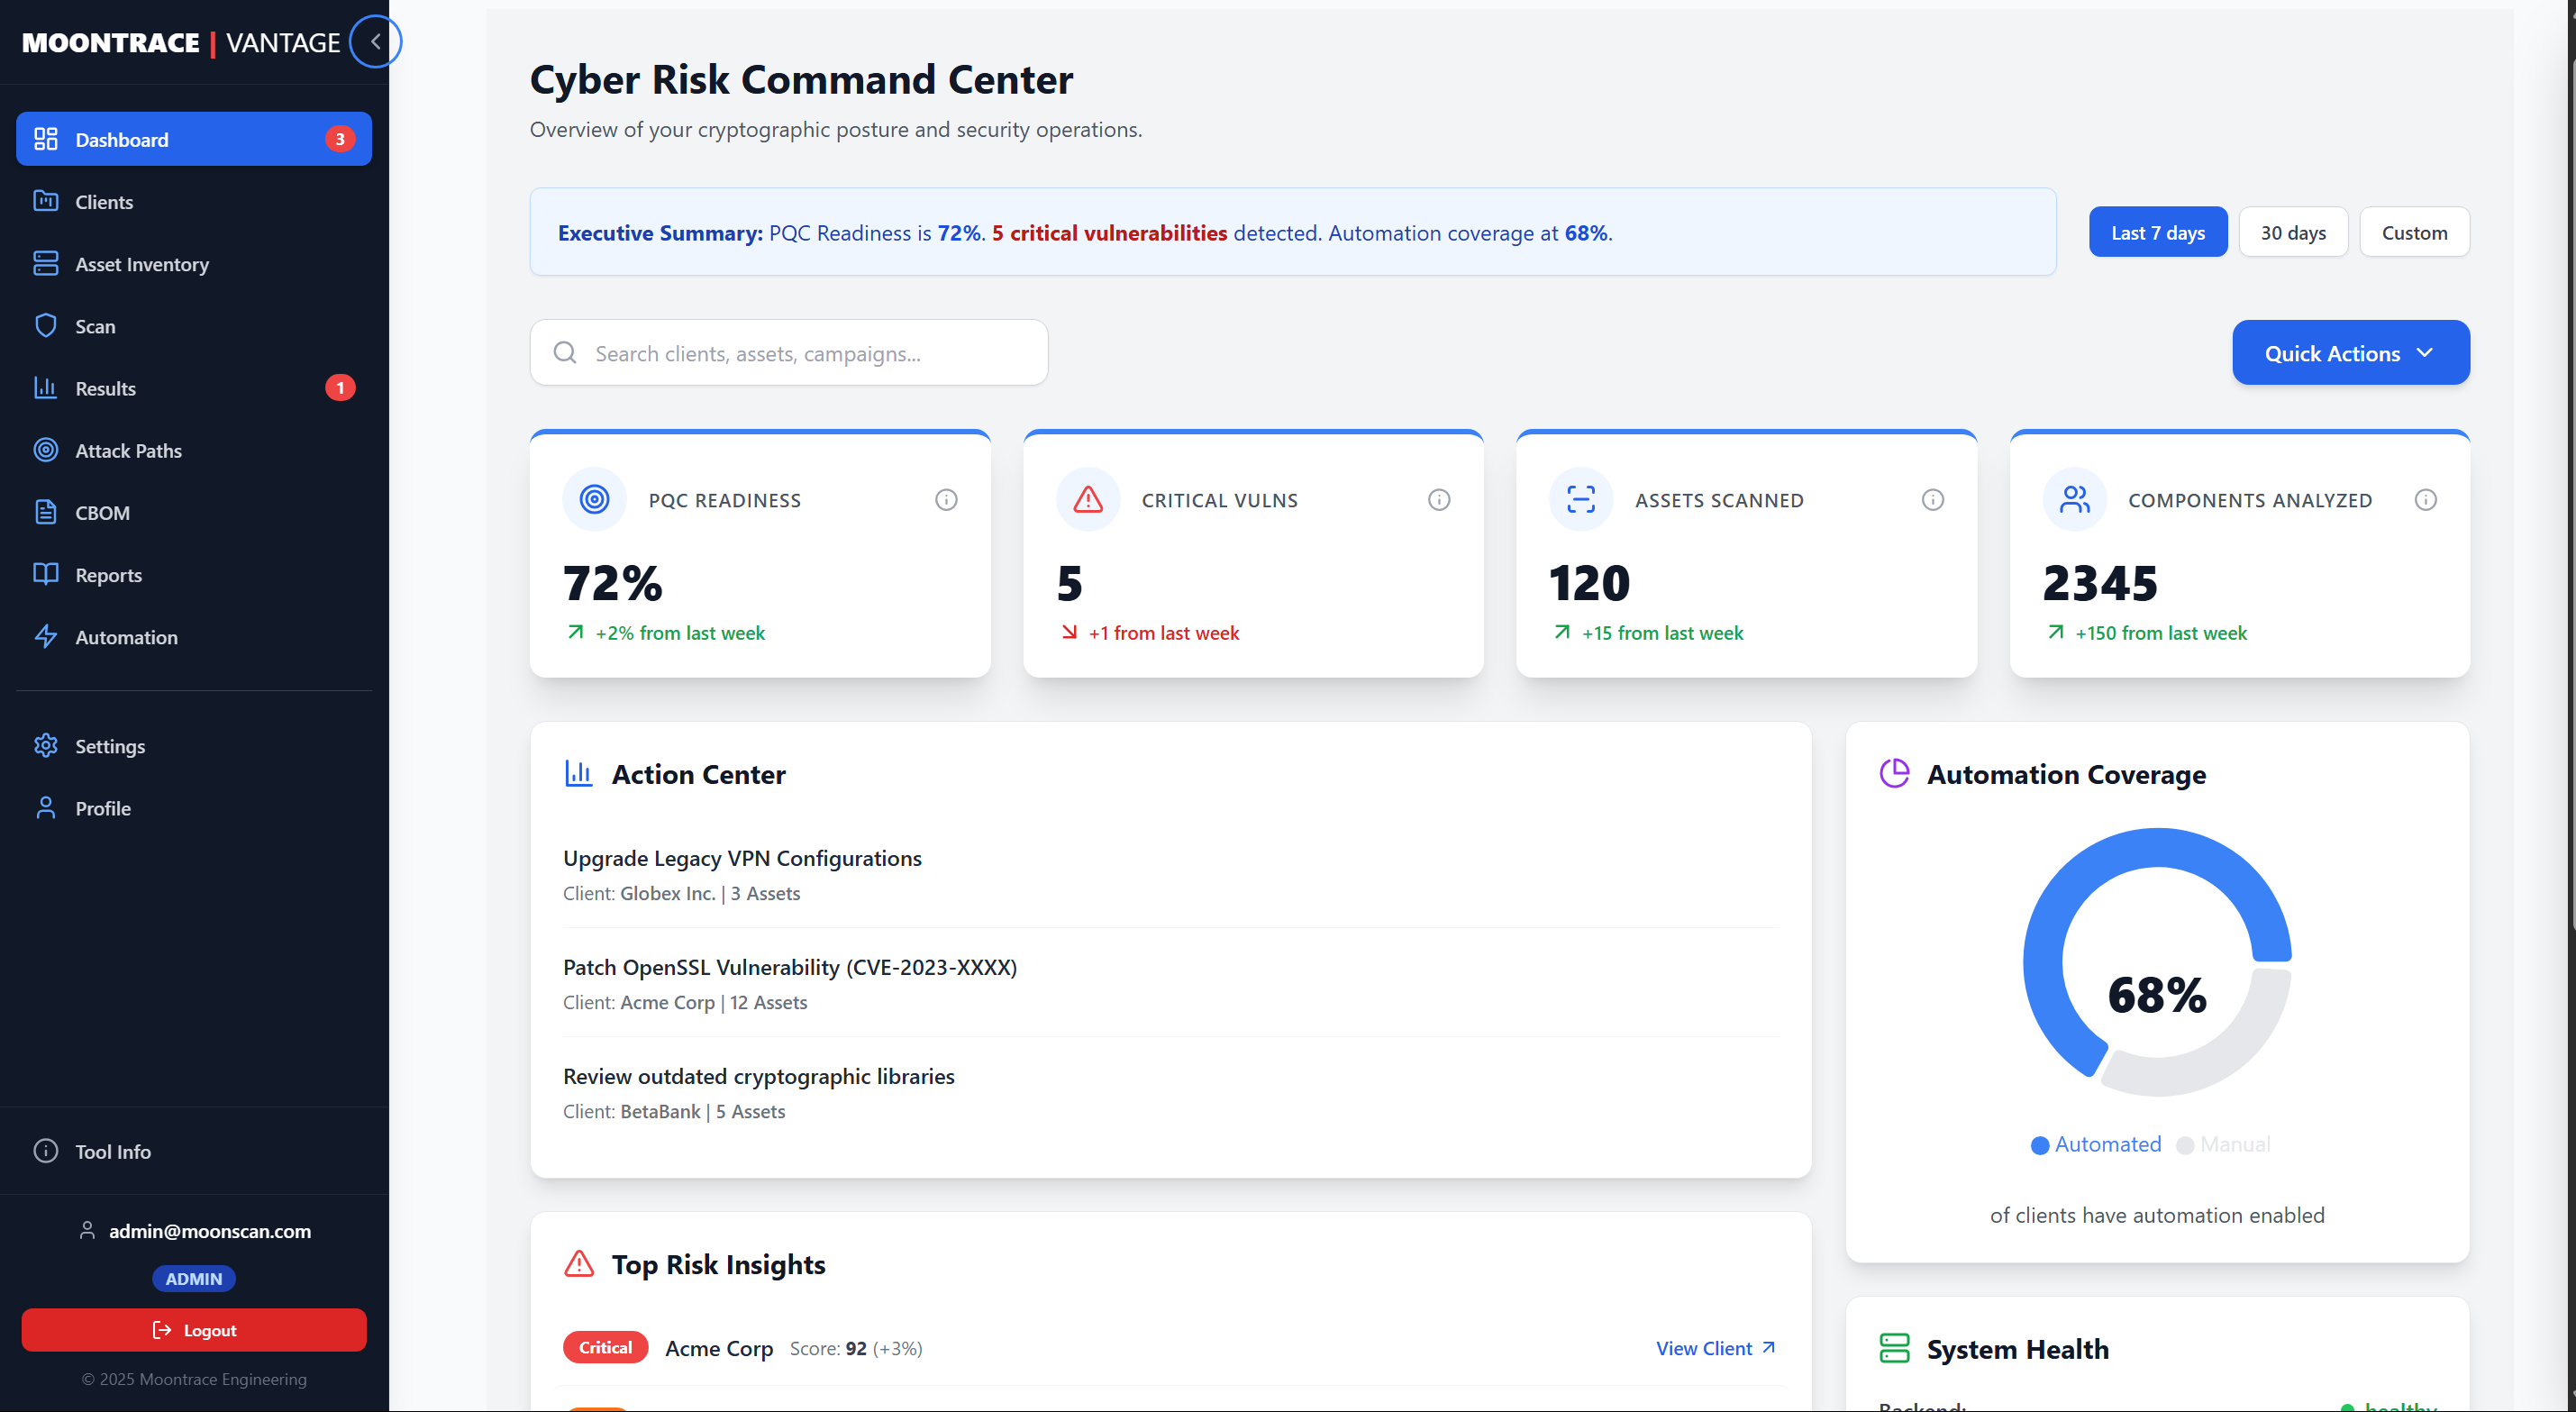 MOONTRACE | VANTAGE
Dashboard
3
Clients
Asset Inventory
Scan
Results
1
Attack Paths
CBOM
Reports
Automation
Settings
Profile
Tool Info
admin@moonscan.com
ADMIN
Logout
© 2025 Moontrace Engineering
Cyber Risk Command Center
Overview of your cryptographic posture and security operations.
Executive Summary: PQC Readiness is 72%. 5 critical vulnerabilities detected. Automation coverage at 68%.
Last 7 days
30 days
Custom
Search clients, assets, campaigns...
Quick Actions
PQC READINESS
72%
+2% from last week
CRITICAL VULNS
5
+1 from last week
ASSETS SCANNED
120
+15 from last week
COMPONENTS ANALYZED
2345
+150 from last week
Action Center
Upgrade Legacy VPN Configurations
Client: Globex Inc. | 3 Assets
Patch OpenSSL Vulnerability (CVE-2023-XXXX)
Client: Acme Corp | 12 Assets
Review outdated cryptographic libraries
Client: BetaBank | 5 Assets
Automation Coverage
68%
Automated
Manual
of clients have automation enabled
Top Risk Insights
Critical
Acme Corp
Score: 92 (+3%)
View Client
System Health
Backend:
healthy